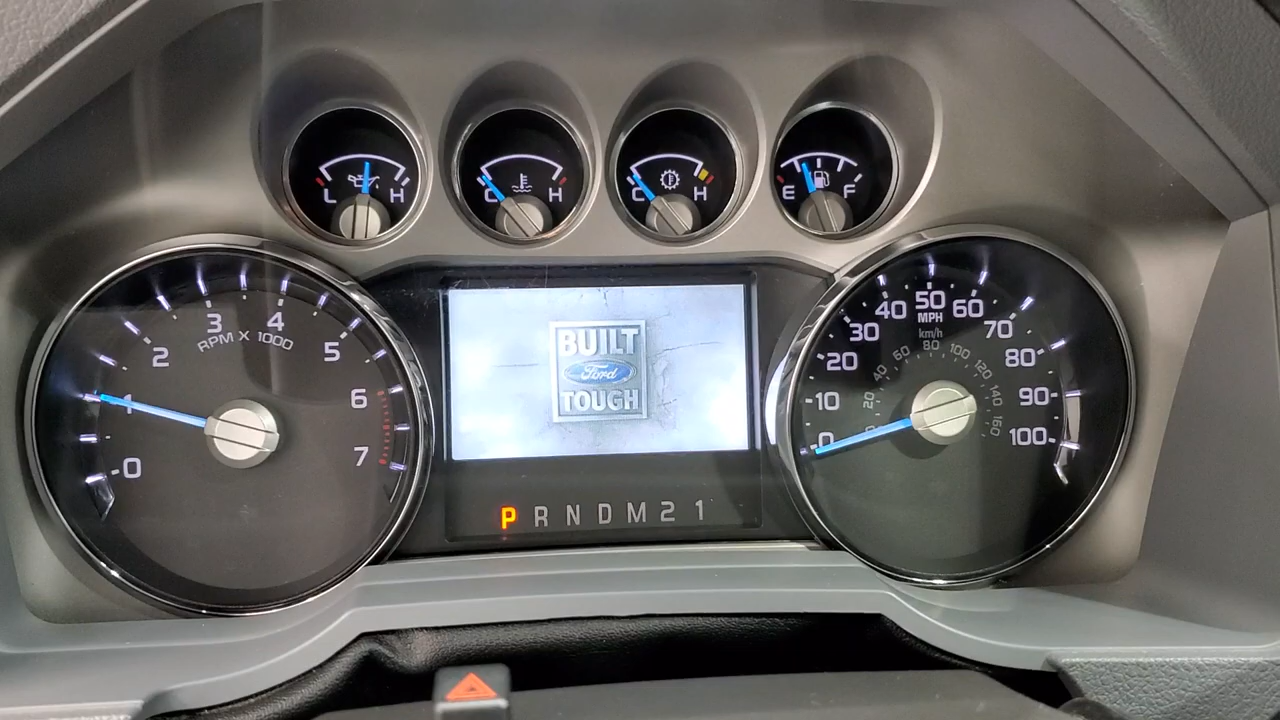 L H
C H
C H
E F
0 1 2 3 4 5 6 7
RPM X 1000
BUILT
Ford
TOUGH
P R N D M 2 1
0 10 20 30 40 50 60 70 80 90 100
MPH
km/h
20 40 60 80 100 120 140 160